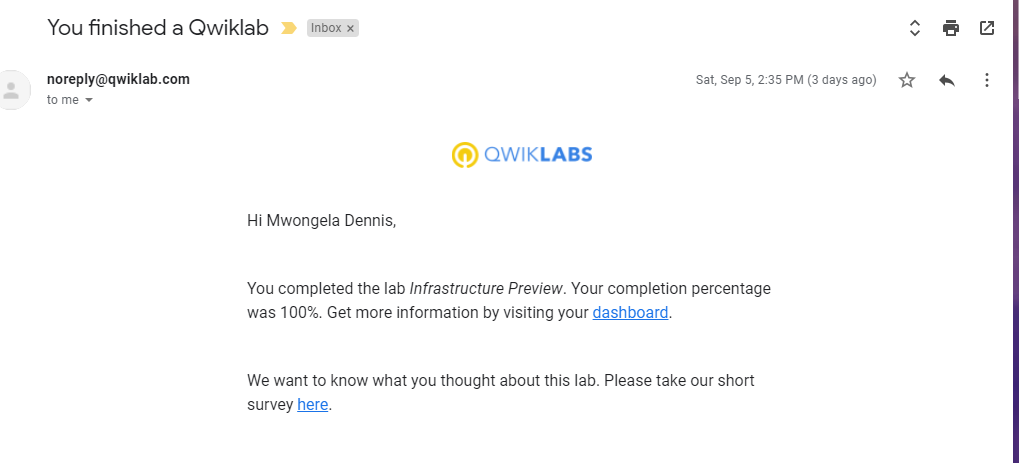 You finished a Qwiklab
Inbox ×
noreply@qwiklab.com
Sat, Sep 5, 2:35 PM (3 days ago)
to me
QWIKLABS
Hi Mwongela Dennis,
You completed the lab Infrastructure Preview. Your completion percentage
was 100%. Get more information by visiting your dashboard.
We want to know what you thought about this lab. Please take our short
survey here.